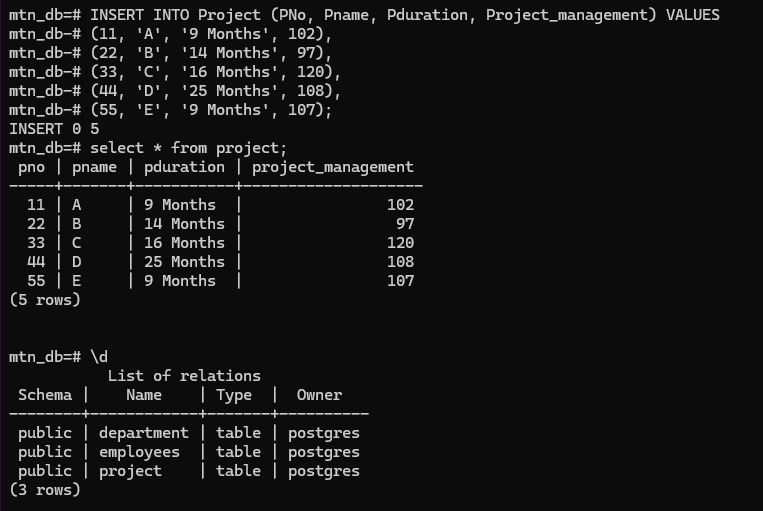 mtn_db=# INSERT INTO Project (PNo, Pname, Pduration, Project_management) VALUES
mtn_db-# (11, 'A', '9 Months', 102),
mtn_db-# (22, 'B', '14 Months', 97),
mtn_db-# (33, 'C', '16 Months', 120),
mtn_db-# (44, 'D', '25 Months', 108),
mtn_db-# (55, 'E', '9 Months', 107);
INSERT 0 5
mtn_db=# select * from project;
 pno | pname | pduration | project_management
-----+-------+-----------+--------------------
  11 | A     | 9 Months  |                102
  22 | B     | 14 Months |                 97
  33 | C     | 16 Months |                120
  44 | D     | 25 Months |                108
  55 | E     | 9 Months  |                107
(5 rows)
mtn_db=# \d
           List of relations
 Schema |    Name    | Type  |  Owner
--------+------------+-------+----------
 public | department | table | postgres
 public | employees  | table | postgres
 public | project    | table | postgres
(3 rows)